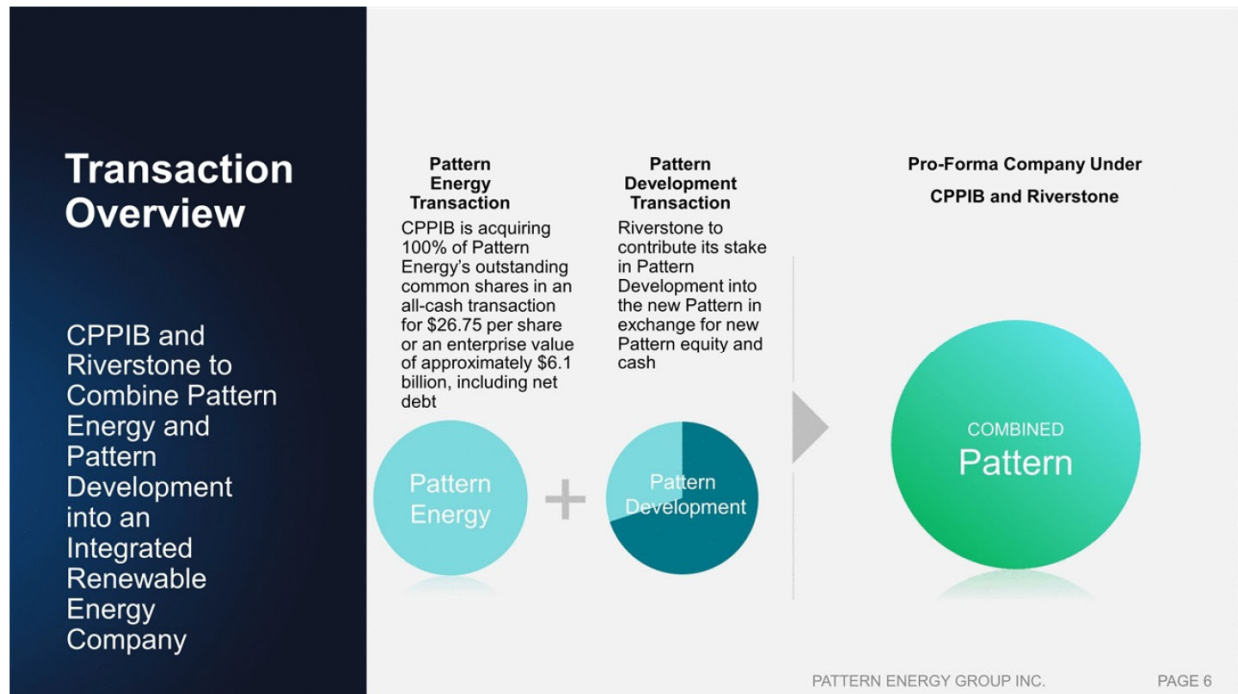 Transaction
Overview
CPPIB and
Riverstone to
Combine Pattern
Energy and
Pattern
Development
into an
Integrated
Renewable
Energy
Company
Pattern
Energy
Transaction
CPPIB is acquiring
100% of Pattern
Energy’s outstanding
common shares in an
all-cash transaction
for $26.75 per share
or an enterprise value
of approximately $6.1
billion, including net
debt
Pattern
Energy
+
Pattern
Development
Transaction
Riverstone to
contribute its stake
in Pattern
Development into
the new Pattern in
exchange for new
Pattern equity and
cash
Pattern
Development
Pro-Forma Company Under
CPPIB and Riverstone
COMBINED
Pattern
PATTERN ENERGY GROUP INC.
PAGE 6